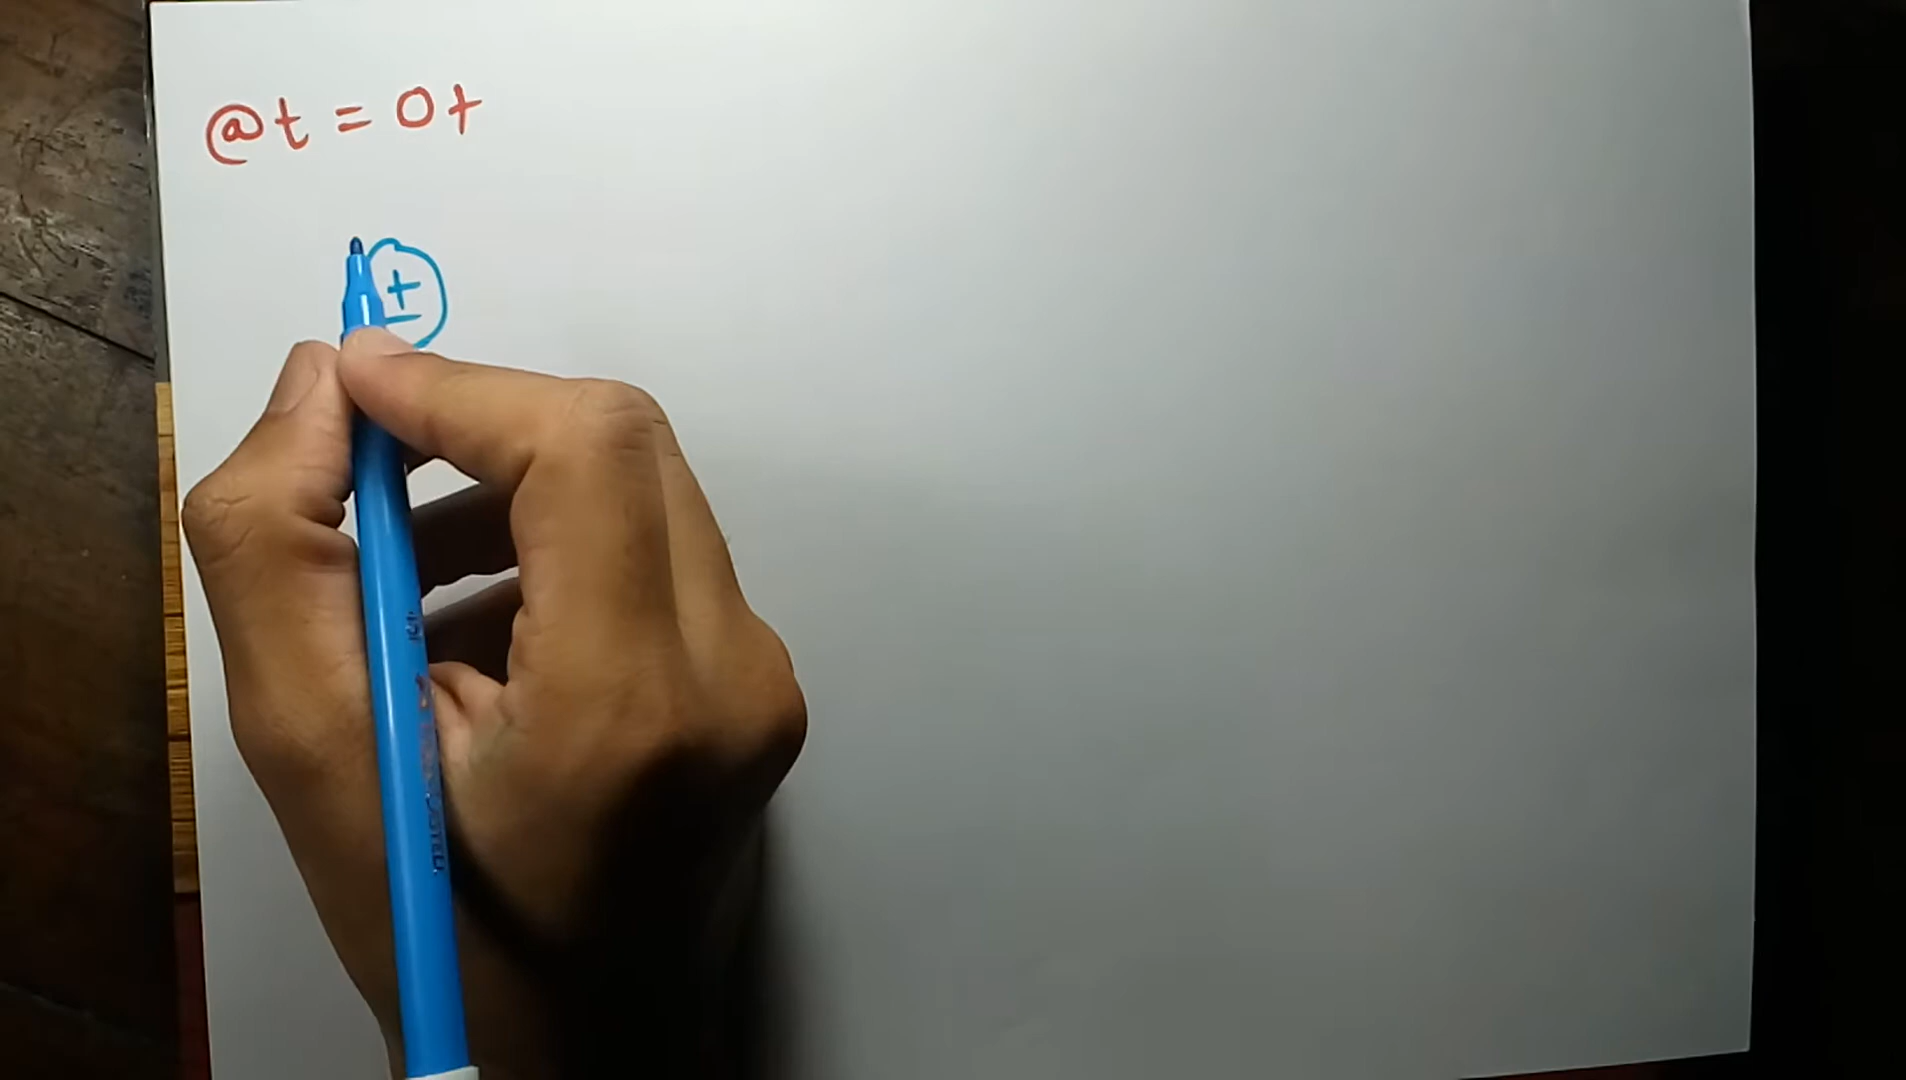 @t = 0+
+
−